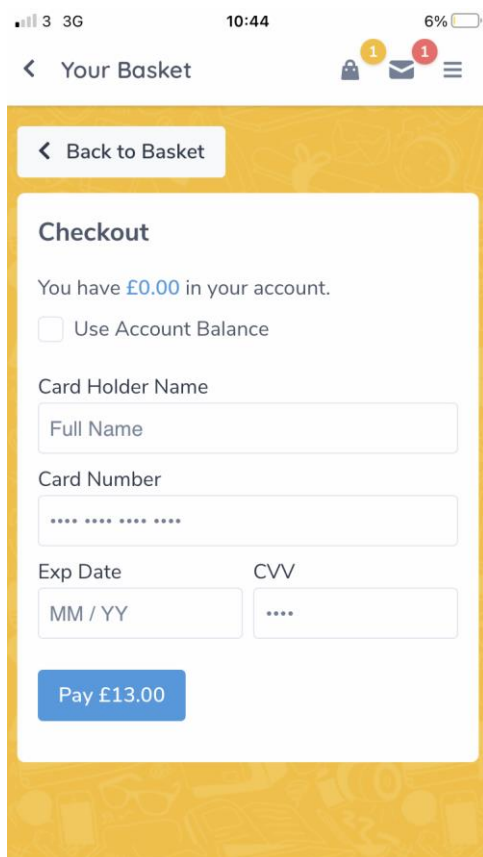 3 3G 10:44 6%
Your Basket 1 1
Back to Basket
Checkout
You have £0.00 in your account.
Use Account Balance
Card Holder Name
Full Name
Card Number
•••• •••• •••• ••••
Exp Date CVV
MM / YY ••••
Pay £13.00